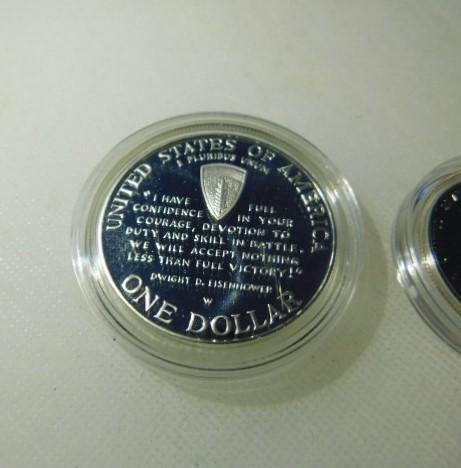 UNITED STATES OF AMERICA
E PLURIBUS UNUM
"I HAVE FULL
CONFIDENCE IN YOUR
COURAGE, DEVOTION TO
DUTY AND SKILL IN BATTLE.
WE WILL ACCEPT NOTHING
LESS THAN FULL VICTORY!"
DWIGHT D. EISENHOWER
W
ONE DOLLAR